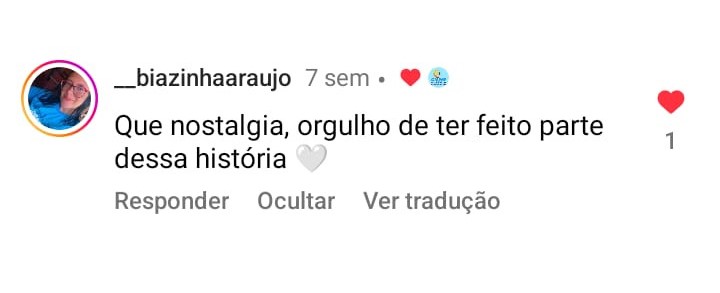 __biazinhaaraujo 7 sem •
Que nostalgia, orgulho de ter feito parte
dessa história 🤍
1
Responder Ocultar Ver tradução